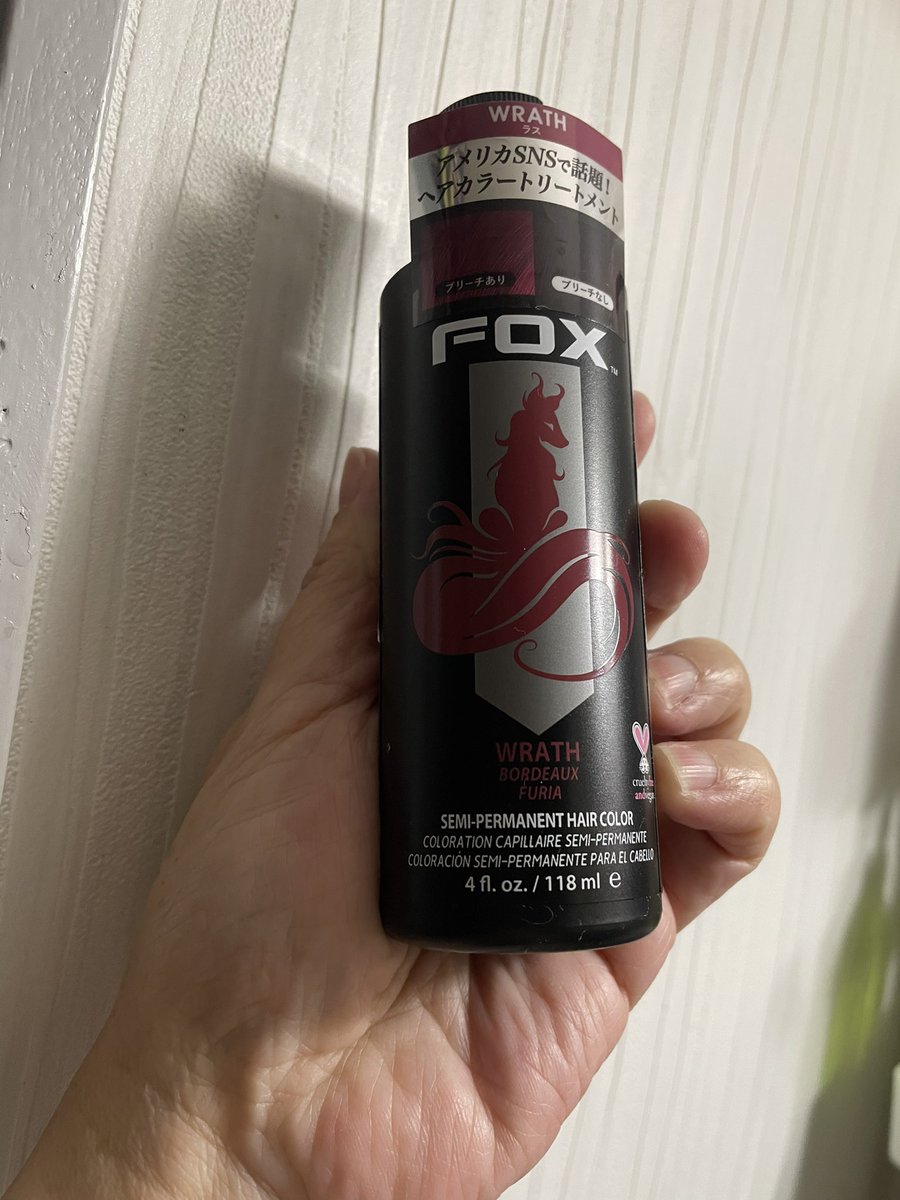 WRATH
ラス
アメリカSNSで話題!
ヘアカラートリートメント
ブリーチあり
ブリーチなし
FOX™
WRATH
BORDEAUX
FURIA
SEMI-PERMANENT HAIR COLOR
COLORATION CAPILLAIRE SEMI-PERMANENTE
COLORACIÓN SEMI-PERMANENTE PARA EL CABELLO
4 fl. oz. / 118 ml ℮